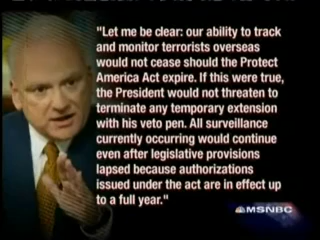 "Let me be clear: our ability to track
and monitor terrorists overseas
would not cease should the Protect
America Act expire. If this were true,
the President would not threaten to
terminate any temporary extension
with his veto pen. All surveillance
currently occurring would continue
even after legislative provisions
lapsed because authorizations
issued under the act are in effect up
to a full year."
MSNBC